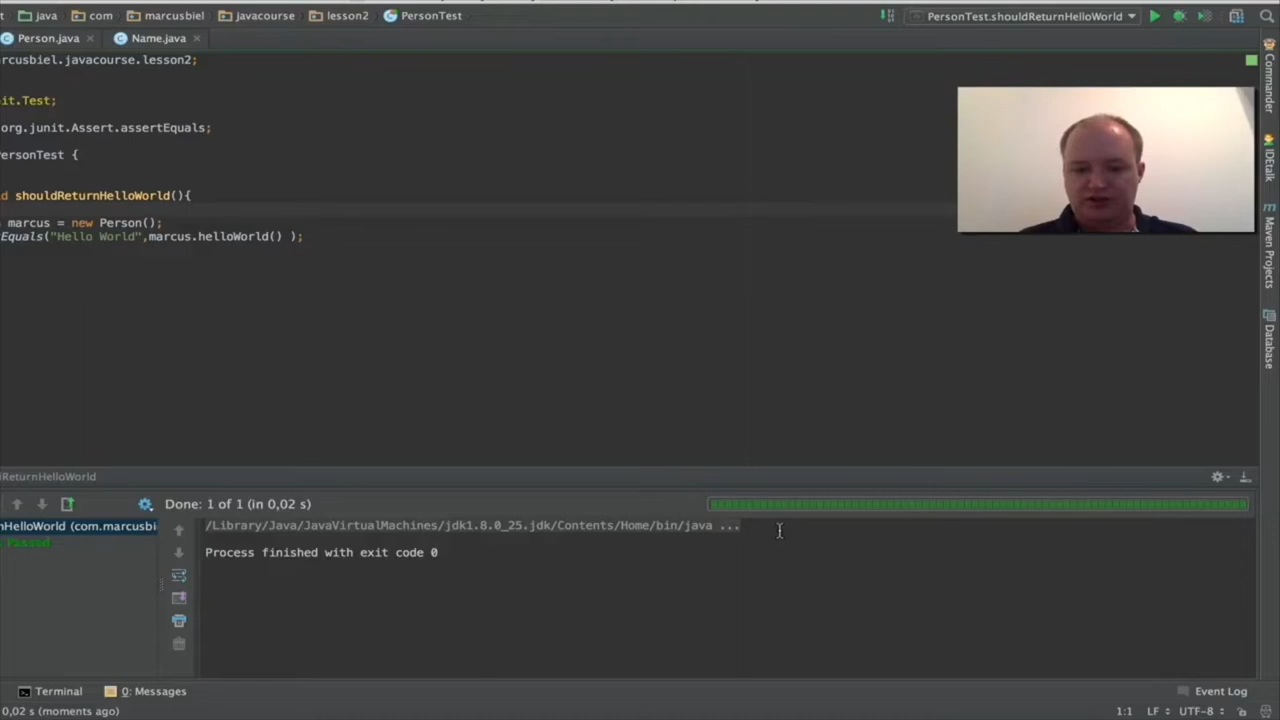 t java com marcusbiel javacourse lesson2 PersonTest PersonTest.shouldReturnHelloWorld
Person.java Name.java
rcusbiel.javacourse.lesson2;
it.Test;
org.junit.Assert.assertEquals;
ersonTest {
d shouldReturnHelloWorld(){
marcus = new Person();
Equals("Hello World",marcus.helloWorld() );
Commander
IDEtalk
Maven Projects
Database
ReturnHelloWorld
Done: 1 of 1 (in 0,02 s)
nHelloWorld (com.marcusbi
/Library/Java/JavaVirtualMachines/jdk1.8.0_25.jdk/Contents/Home/bin/java ...
Passed
Process finished with exit code 0
Terminal 0: Messages Event Log
0,02 s (moments ago) 1:1 LF UTF-8